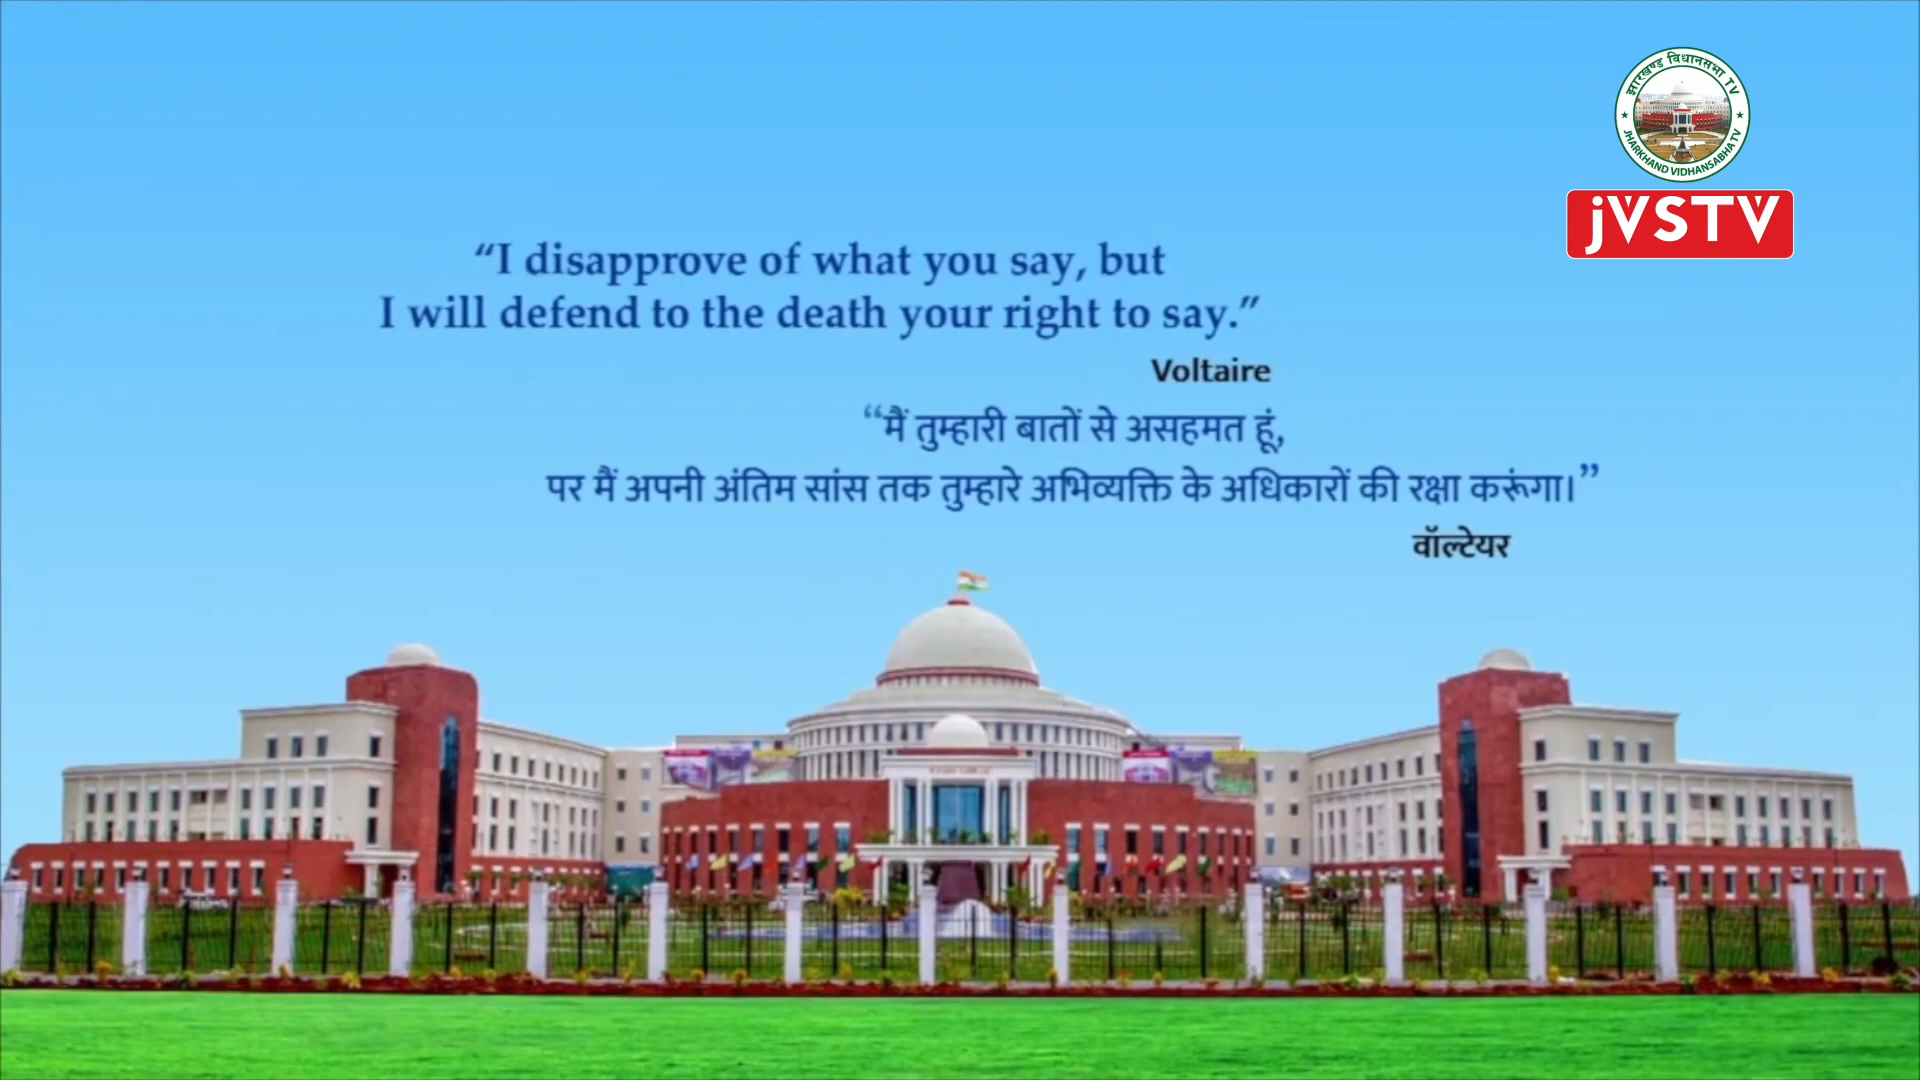 झारखण्ड विधानसभा TV
JHARKHAND VIDHANSABHA TV
jVSTV
“I disapprove of what you say, but
I will defend to the death your right to say.”
Voltaire
“मैं तुम्हारी बातों से असहमत हूं,
पर मैं अपनी अंतिम सांस तक तुम्हारे अभिव्यक्ति के अधिकारों की रक्षा करूंगा।”
वॉल्टेयर